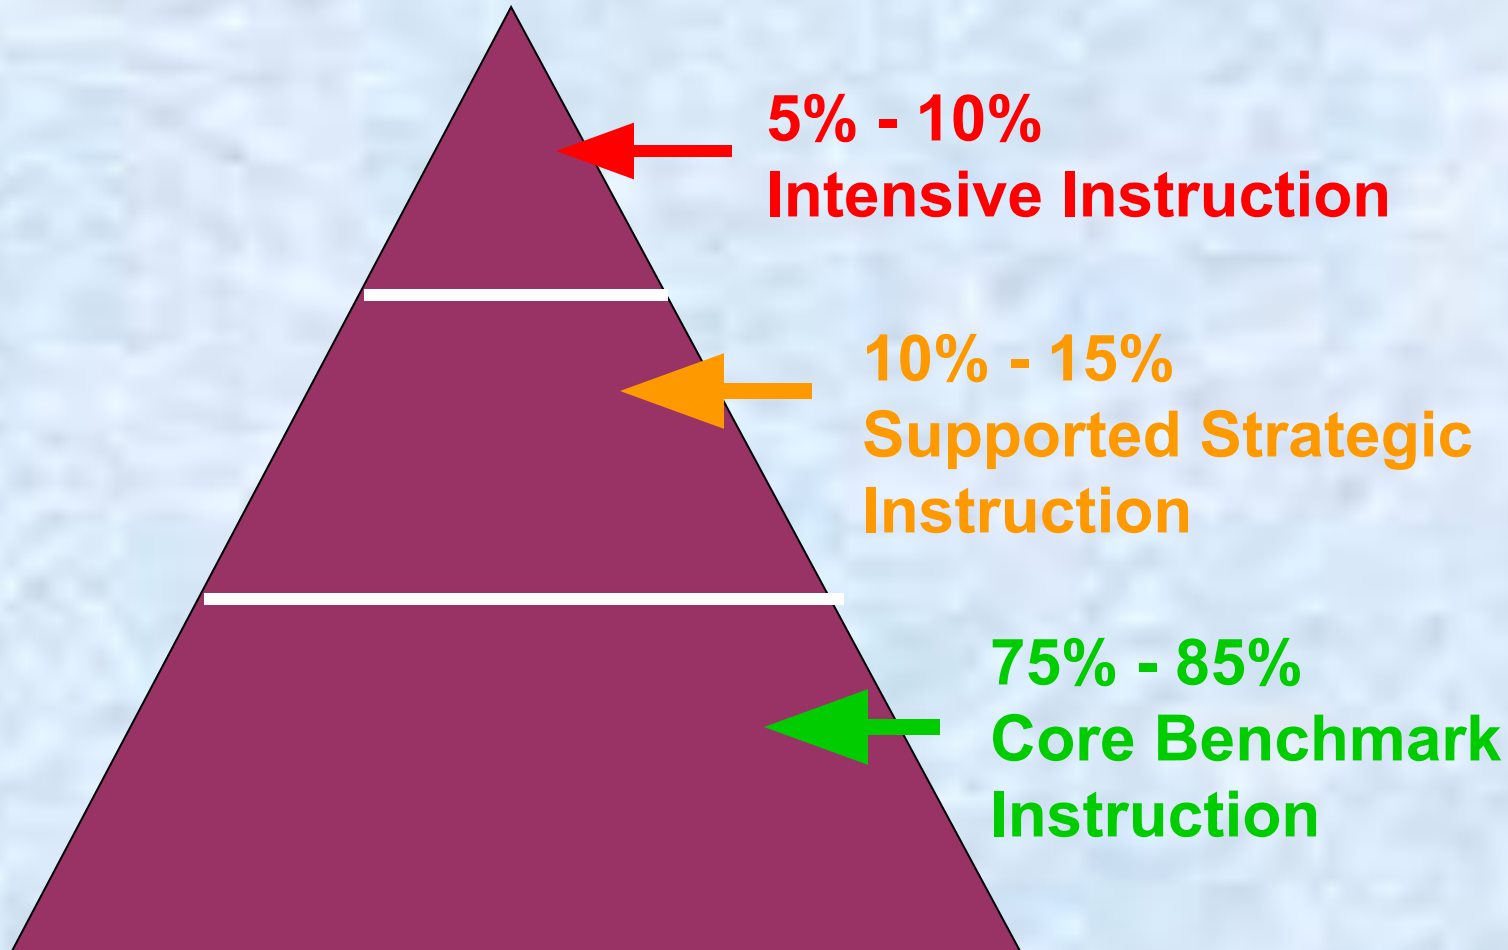 5% - 10%
Intensive Instruction
10% - 15%
Supported Strategic
Instruction
75% - 85%
Core Benchmark
Instruction